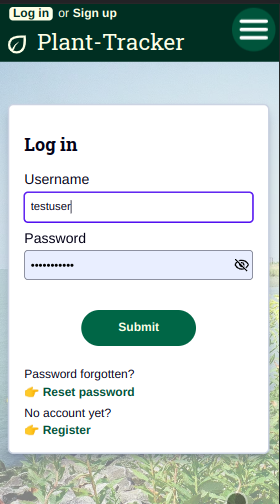 Log in or Sign up
Plant-Tracker
Log in
Username
testuser
Password
•••••••••••
Submit
Password forgotten?
👉 Reset password
No account yet?
👉 Register